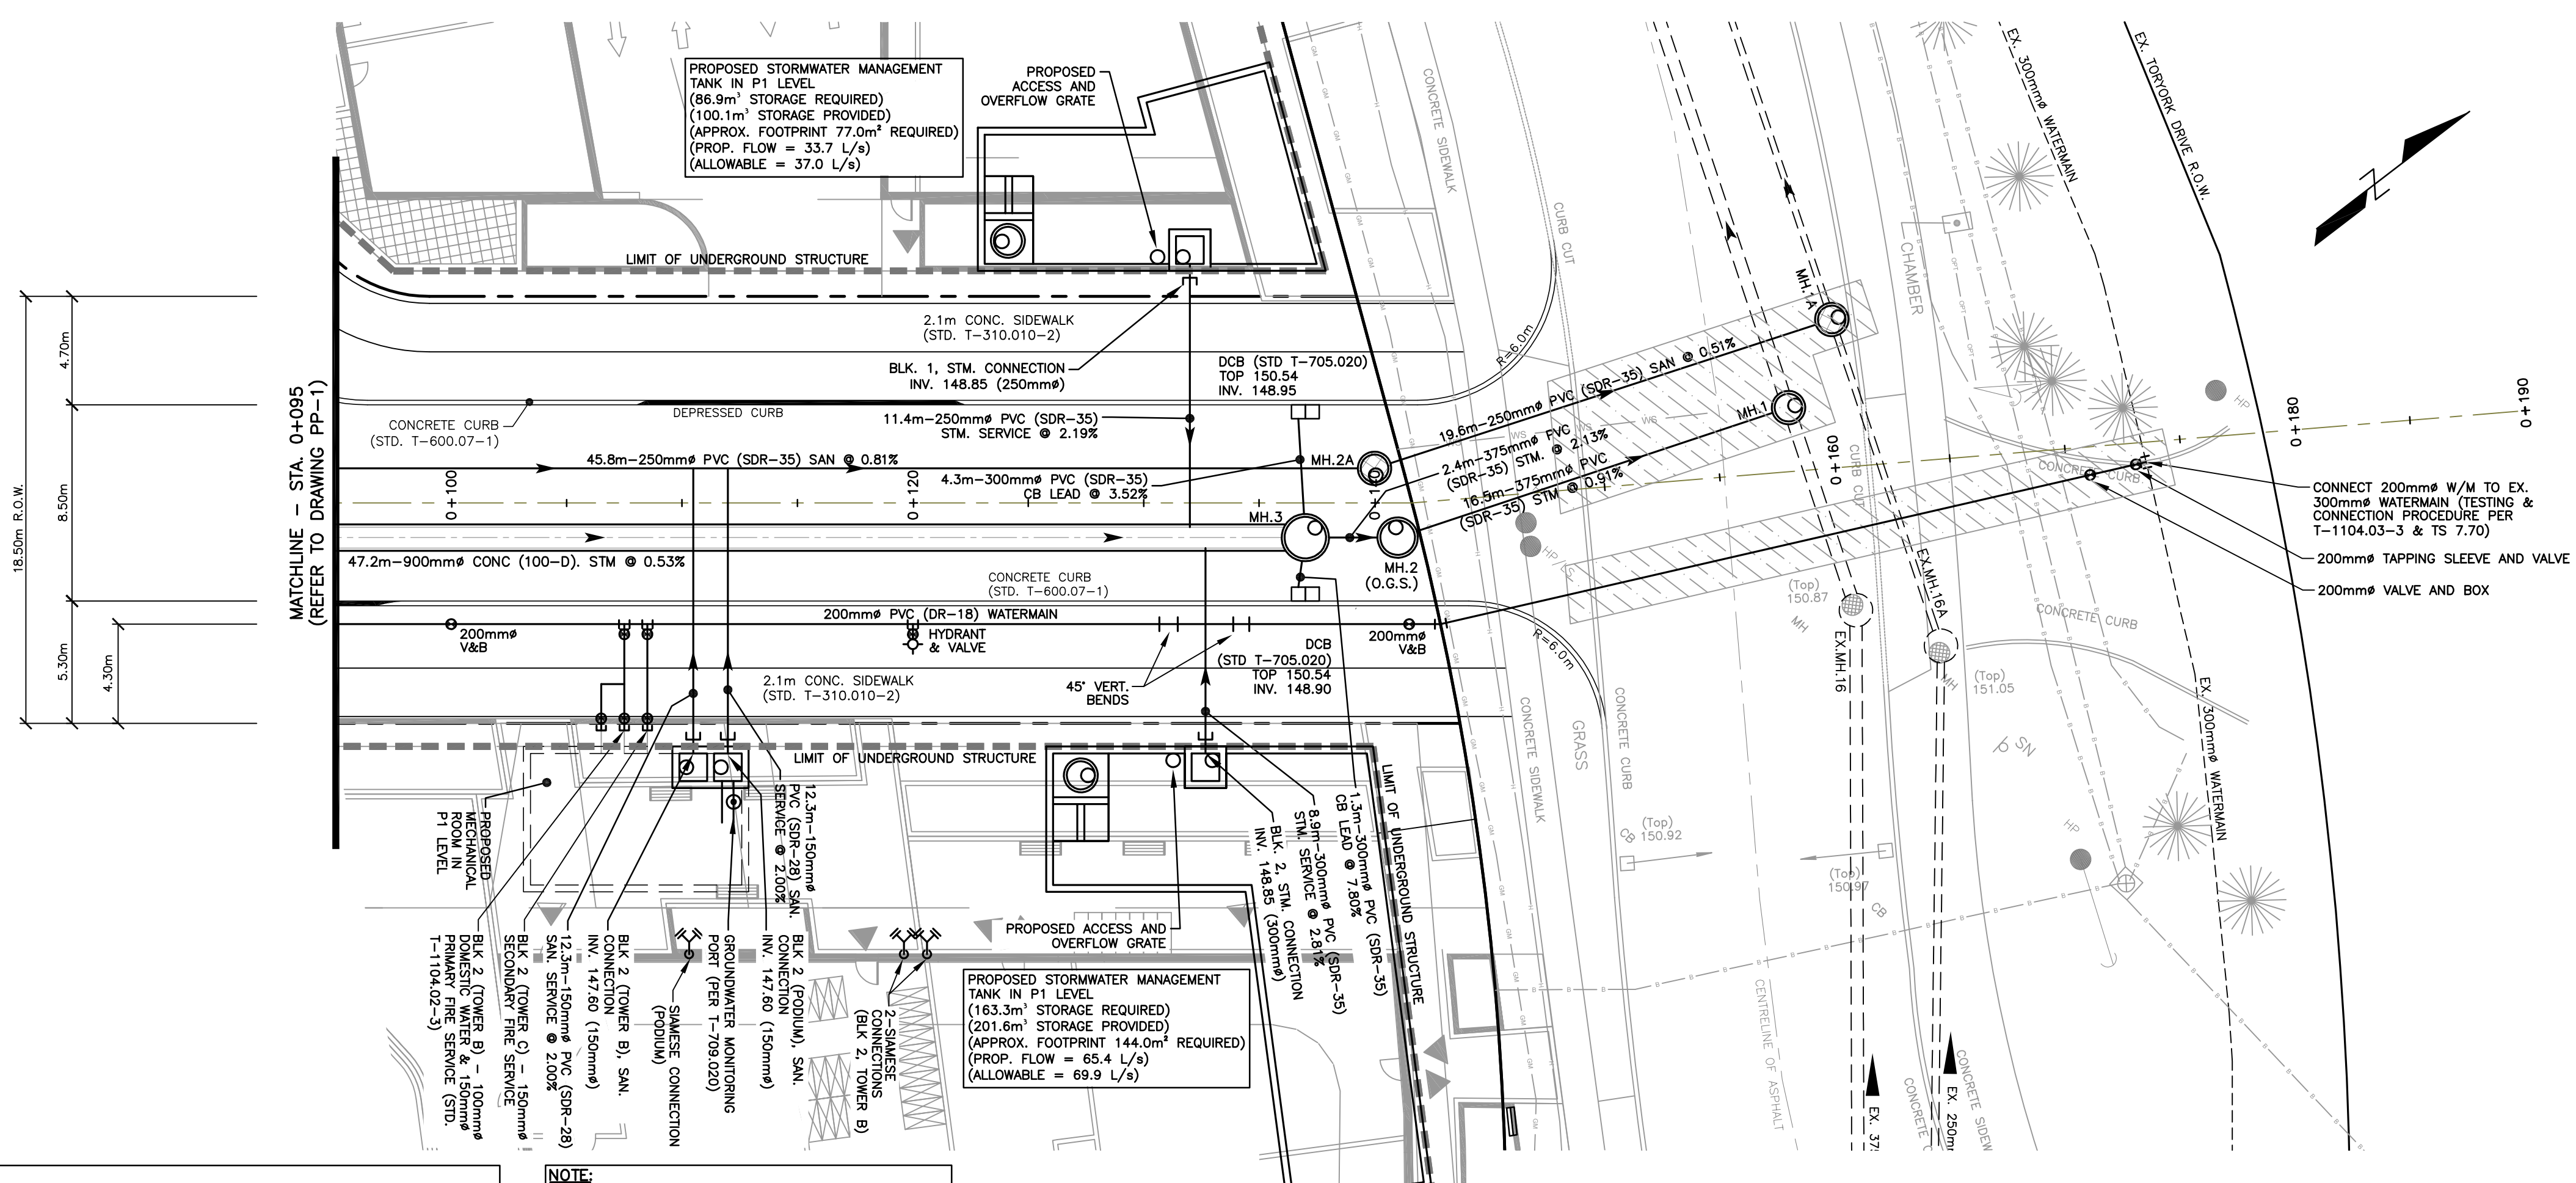 PROPOSED STORMWATER MANAGEMENT
TANK IN P1 LEVEL
(86.9m³ STORAGE REQUIRED)
(100.1m³ STORAGE PROVIDED)
(APPROX. FOOTPRINT 77.0m² REQUIRED)
(PROP. FLOW = 33.7 L/s)
(ALLOWABLE = 37.0 L/s)
PROPOSED
ACCESS AND
OVERFLOW GRATE
LIMIT OF UNDERGROUND STRUCTURE
2.1m CONC. SIDEWALK
(STD. T-310.010-2)
BLK. 1, STM. CONNECTION
INV. 148.85 (250mmø)
DCB (STD T-705.020)
TOP 150.54
INV. 148.95
CONCRETE CURB
(STD. T-600.07-1)
DEPRESSED CURB
11.4m-250mmø PVC (SDR-35)
STM. SERVICE @ 2.19%
45.8m-250mmø PVC (SDR-35) SAN @ 0.81%
4.3m-300mmø PVC (SDR-35)
CB LEAD @ 3.52%
MH.2A
MH.3
MH.2
(O.G.S.)
0+100
0+120
0+140
0+160
0+180
0+190
47.2m-900mmø CONC (100-D). STM @ 0.53%
CONCRETE CURB
(STD. T-600.07-1)
200mmø PVC (DR-18) WATERMAIN
200mmø
V&B
HYDRANT
& VALVE
200mmø
V&B
DCB
(STD T-705.020)
TOP 150.54
INV. 148.90
45° VERT.
BENDS
2.1m CONC. SIDEWALK
(STD. T-310.010-2)
18.50m R.O.W.
4.70m
8.50m
5.30m
4.30m
MATCHLINE - STA. 0+095
(REFER TO DRAWING PP-1)
19.6m-250mmø PVC (SDR-35) SAN @ 0.51%
2.4m-375mmø PVC
(SDR-35) STM. @ 2.13%
16.5m-375mmø PVC
(SDR-35) STM @ 0.91%
MH.1A
MH.1
R=6.0m
R=6.0m
WS
WS
WS
CONCRETE SIDEWALK
CURB CUT
CHAMBER
EX. 300mmø WATERMAIN
EX. TORYORK DRIVE R.O.W.
HP
CURB CUT
CONCRETE CURB
CONNECT 200mmø W/M TO EX.
300mmø WATERMAIN (TESTING &
CONNECTION PROCEDURE PER
T-1104.03-3 & TS 7.70)
200mmø TAPPING SLEEVE AND VALVE
200mmø VALVE AND BOX
HP/LS
(Top)
150.87
MH
EX.MH.16
EX.MH.16A
(Top)
151.05
MH
CONCRETE CURB
EX. 300mmø WATERMAIN
SN
HP
(Top)
150.92
CB
(Top)
150.97
CB
CONCRETE SIDEWALK
GRASS
CONCRETE CURB
CENTRELINE OF ASPHALT
EX. 37
EX. 250m
CONCRETE SIDEW
CONCRETE C
LIMIT OF UNDERGROUND STRUCTURE
LIMIT OF UNDERGROUND STRUCTURE
PROPOSED
MECHANICAL
ROOM IN
P1 LEVEL
12.3m-150mmø
PVC (SDR-28) SAN.
SERVICE @ 2.00%
1.3m-300mmø PVC (SDR-35)
CB LEAD @ 7.80%
8.9m-300mmø PVC (SDR-35)
STM. SERVICE @ 2.81%
BLK. 2, STM. CONNECTION
INV. 148.85 (300mmø)
PROPOSED ACCESS AND
OVERFLOW GRATE
BLK 2 (TOWER B) - 100mmø
DOMESTIC WATER & 150mmø
PRIMARY FIRE SERVICE (STD.
T-1104.02-3)
BLK 2 (TOWER C) - 150mmø
SECONDARY FIRE SERVICE
12.3m-150mmø PVC (SDR-28)
SAN. SERVICE @ 2.00%
BLK 2 (TOWER B), SAN.
CONNECTION
INV. 147.60 (150mmø)
SIAMESE CONNECTION
(PODIUM)
GROUNDWATER MONITORING
PORT (PER T-709.020)
BLK 2 (PODIUM), SAN.
CONNECTION
INV. 147.60 (150mmø)
2-SIAMESE
CONNECTIONS
(BLK 2, TOWER B)
PROPOSED STORMWATER MANAGEMENT
TANK IN P1 LEVEL
(163.3m³ STORAGE REQUIRED)
(201.6m³ STORAGE PROVIDED)
(APPROX. FOOTPRINT 144.0m² REQUIRED)
(PROP. FLOW = 65.4 L/s)
(ALLOWABLE = 69.9 L/s)
NOTE: